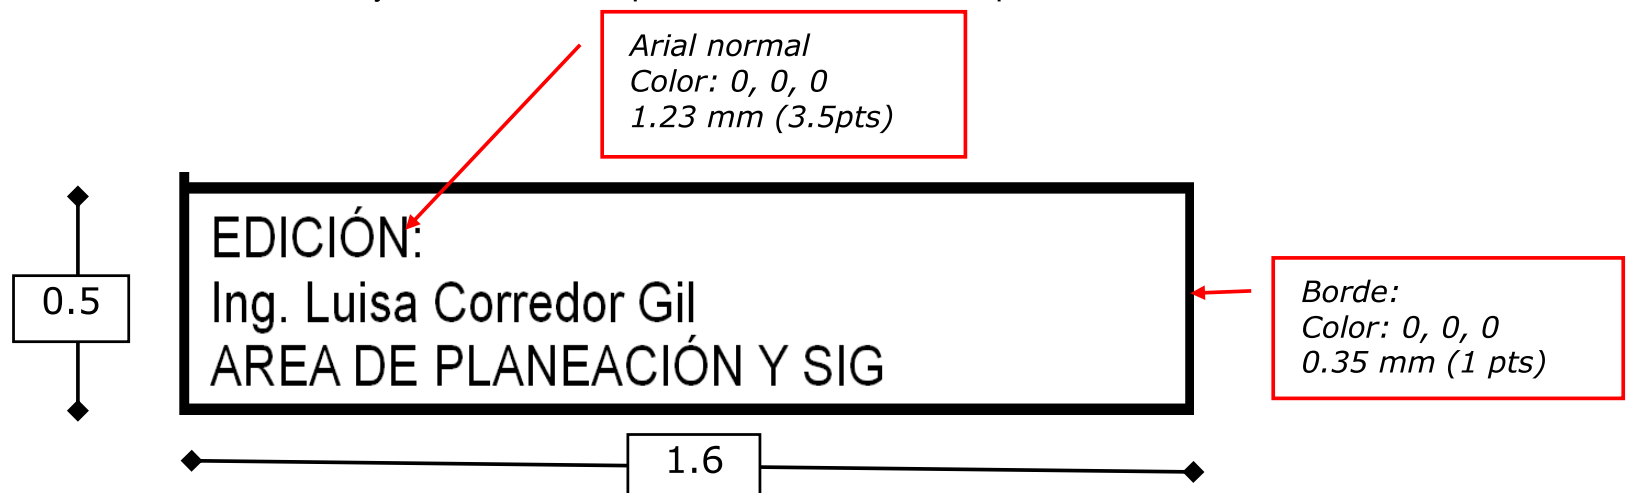 Arial normal
Color: 0, 0, 0
1.23 mm (3.5pts)
EDICIÓN:
Ing. Luisa Corredor Gil
AREA DE PLANEACIÓN Y SIG
0.5
Borde:
Color: 0, 0, 0
0.35 mm (1 pts)
1.6